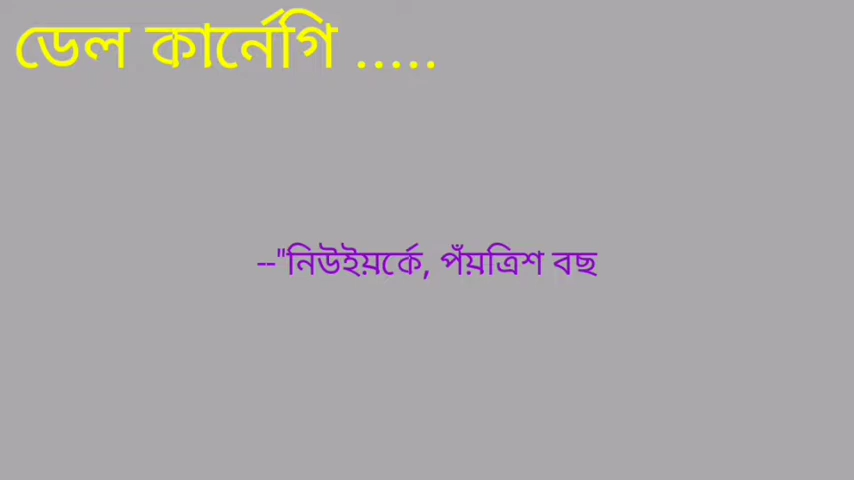 ডেল কার্নেগি .....
--"নিউইয়র্কে, পঁয়ত্রিশ বছ